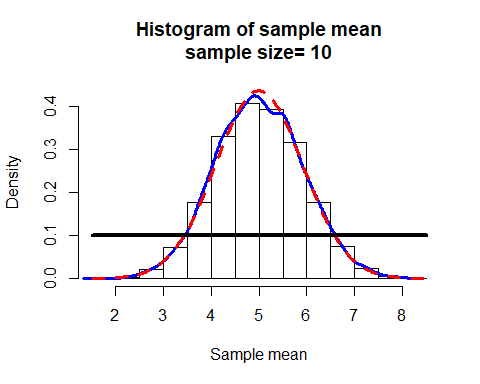 Histogram of sample mean
sample size= 10
Density
0.4
0.3
0.2
0.1
0.0
2 3 4 5 6 7 8
Sample mean